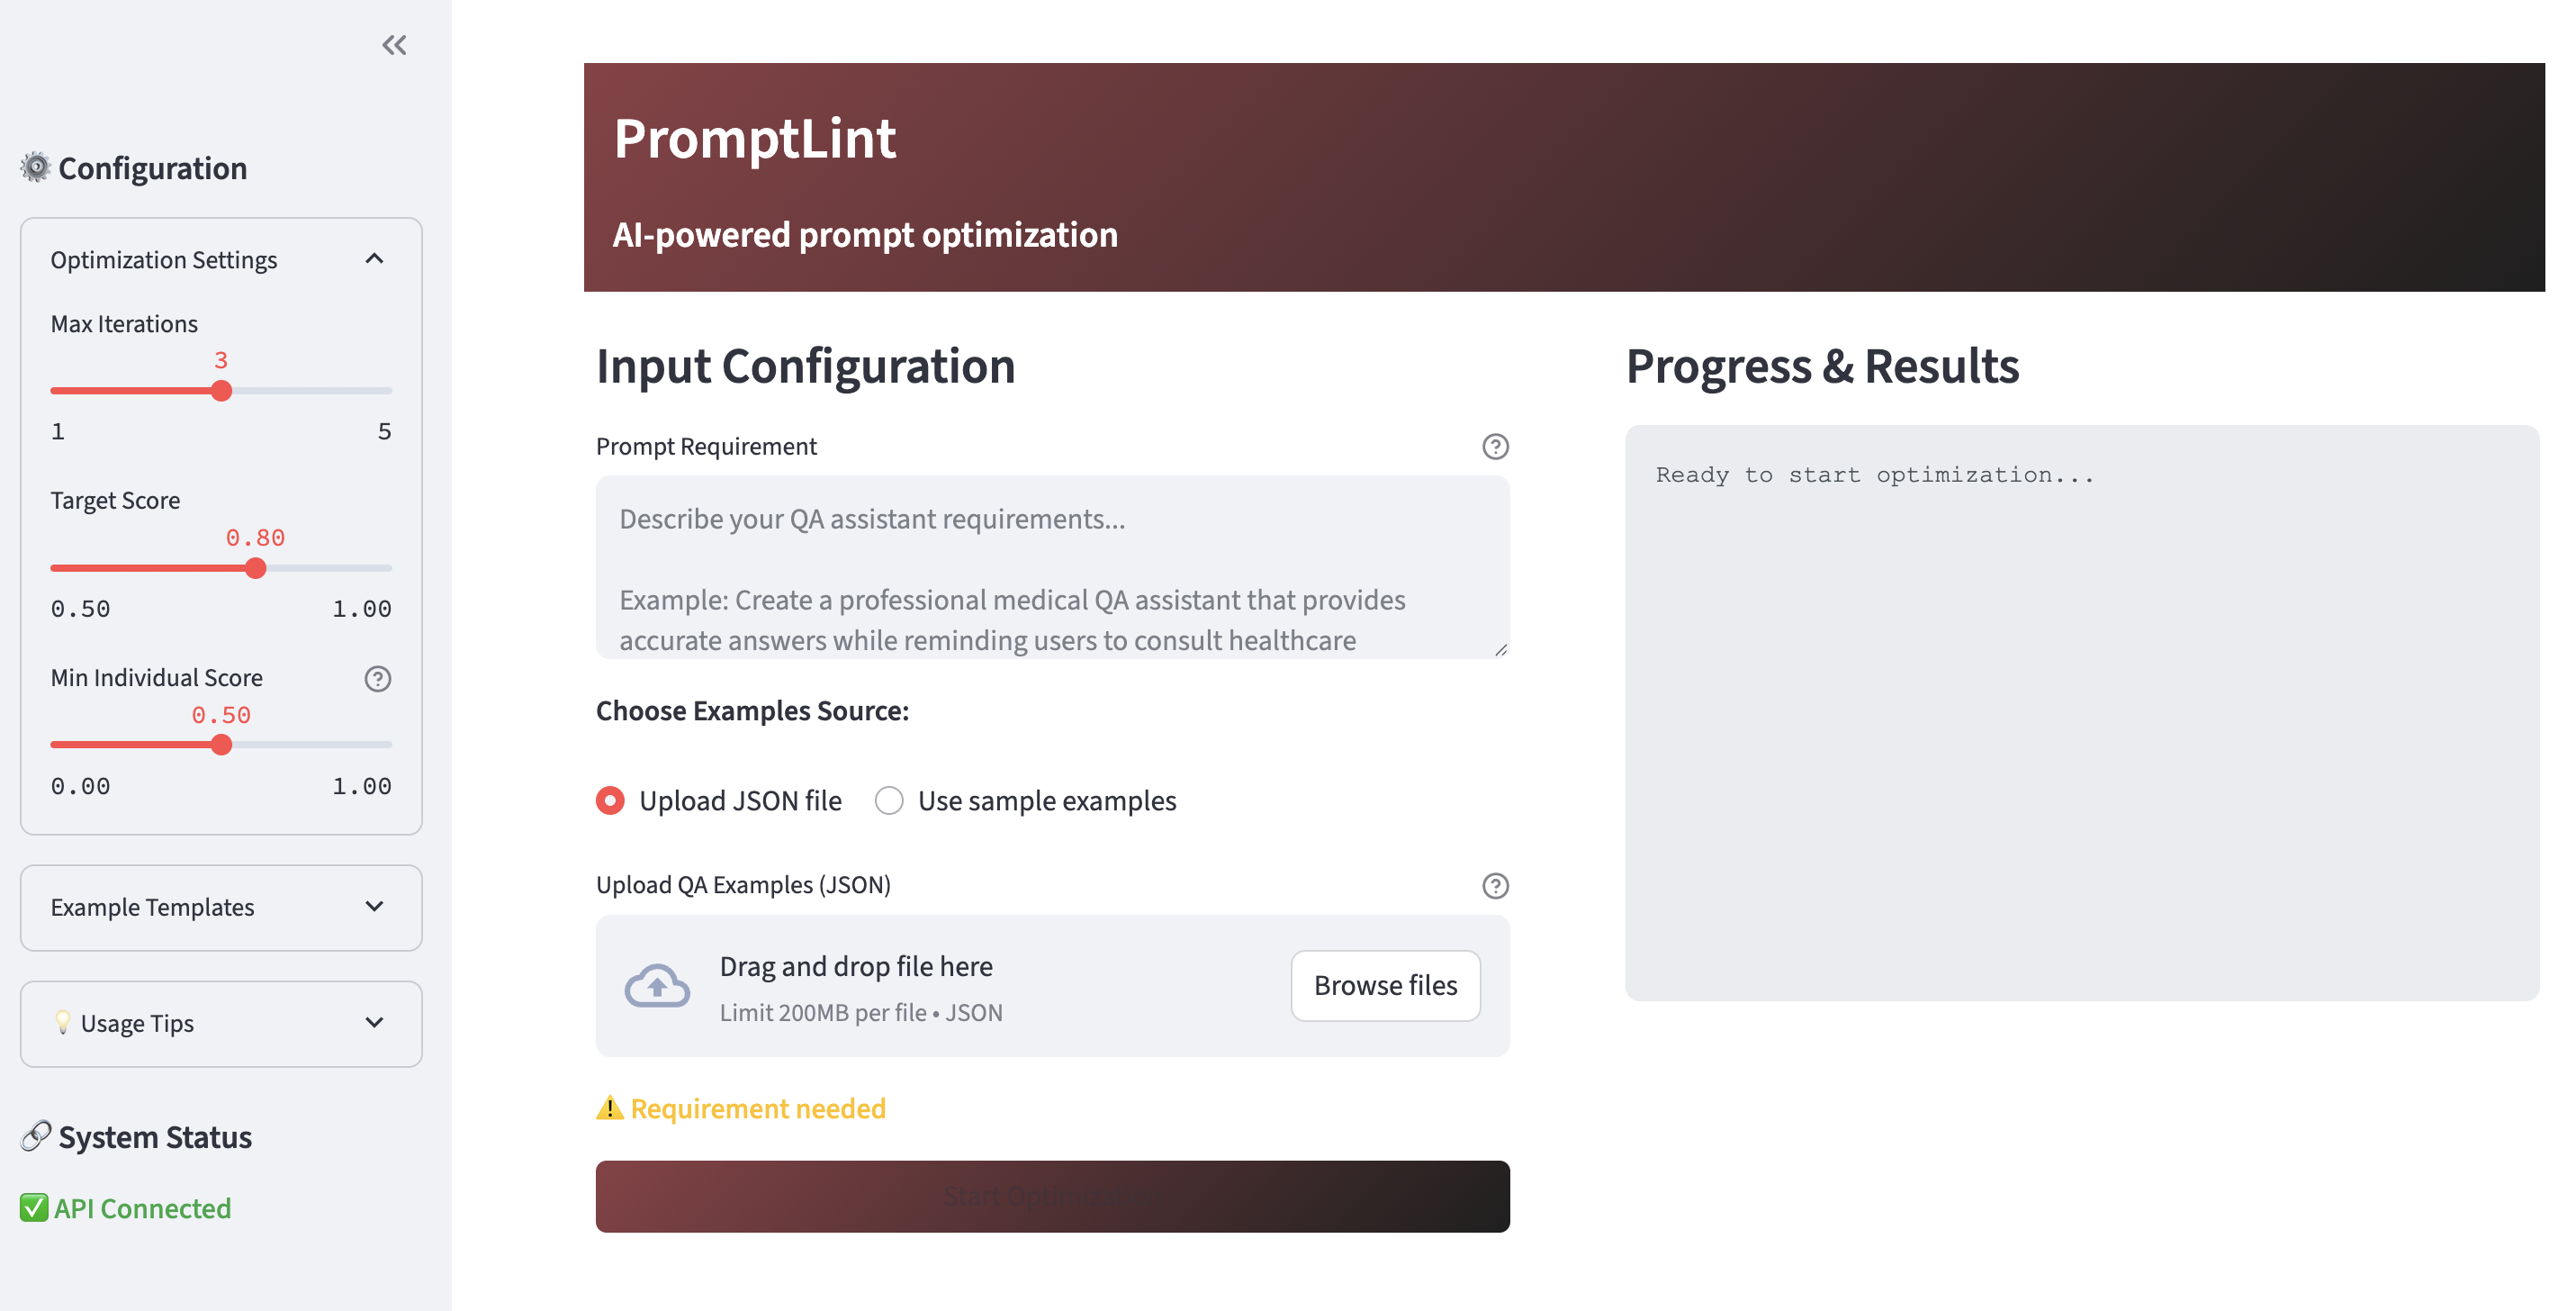 Configuration
Optimization Settings
Max Iterations
3
1 5
Target Score
0.80
0.50 1.00
Min Individual Score
0.50
0.00 1.00
Example Templates
Usage Tips
System Status
API Connected
PromptLint
AI-powered prompt optimization
Input Configuration
Prompt Requirement
Describe your QA assistant requirements...
Example: Create a professional medical QA assistant that provides
accurate answers while reminding users to consult healthcare
Choose Examples Source:
Upload JSON file Use sample examples
Upload QA Examples (JSON)
Drag and drop file here
Limit 200MB per file • JSON
Browse files
Requirement needed
Start
Progress & Results
Ready to start optimization...